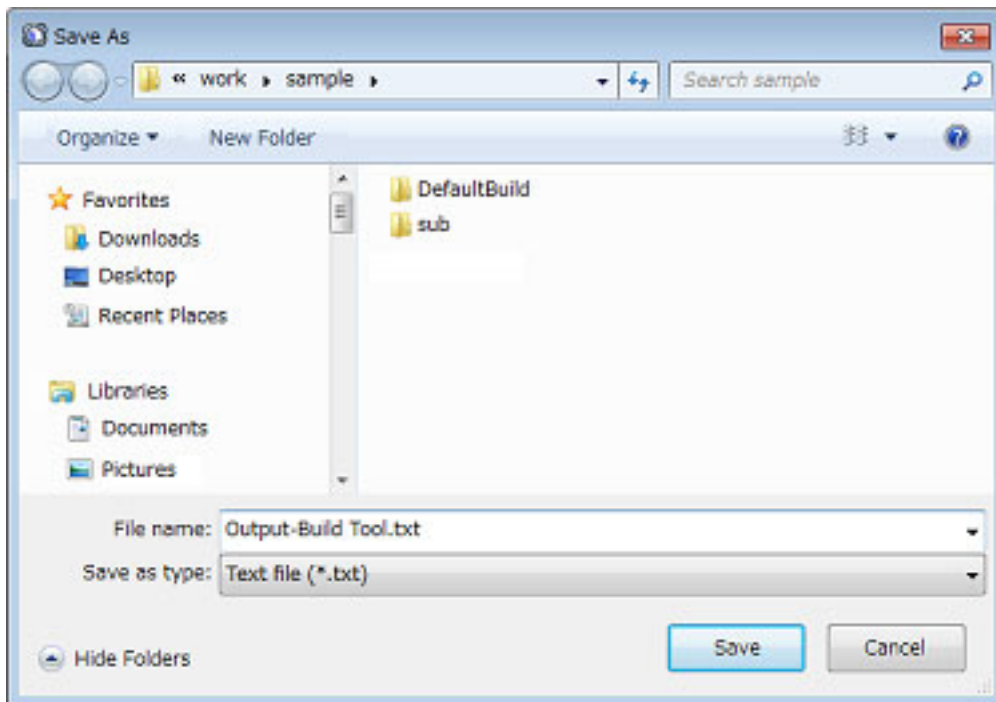 Save As
« work sample
Search sample
Organize
New Folder
Favorites
Downloads
Desktop
Recent Places
Libraries
Documents
Pictures
DefaultBuild
sub
File name: Output-Build Tool.txt
Save as type: Text file (*.txt)
Hide Folders
Save
Cancel